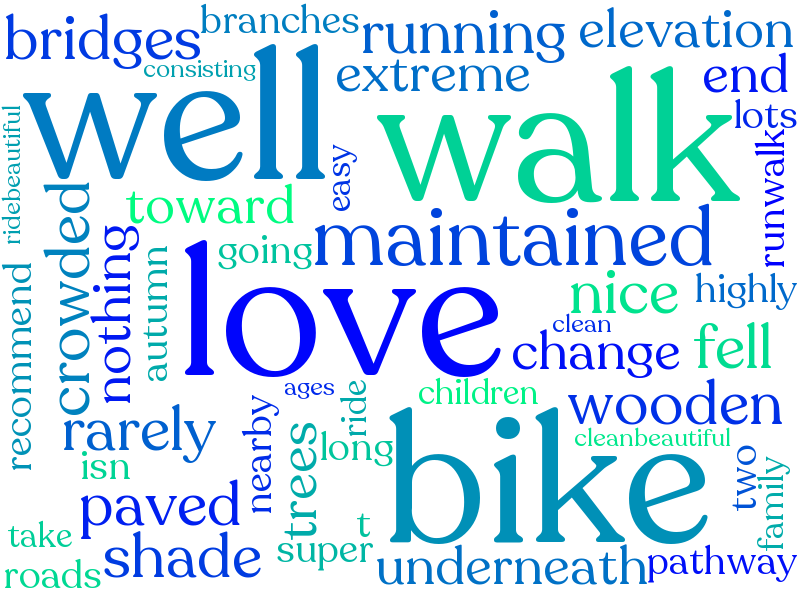 bridges
branches
running
elevation
consisting
extreme
end
well
walk
lots
ridebeautiful
easy
runwalk
crowded
toward
nothing
going
maintained
recommend
autumn
love
nice
highly
clean
change
fell
ages
children
wooden
rarely
nearby
ride
long
cleanbeautiful
isn
trees
bike
two
family
paved
take
t
shade
super
underneath
pathway
roads